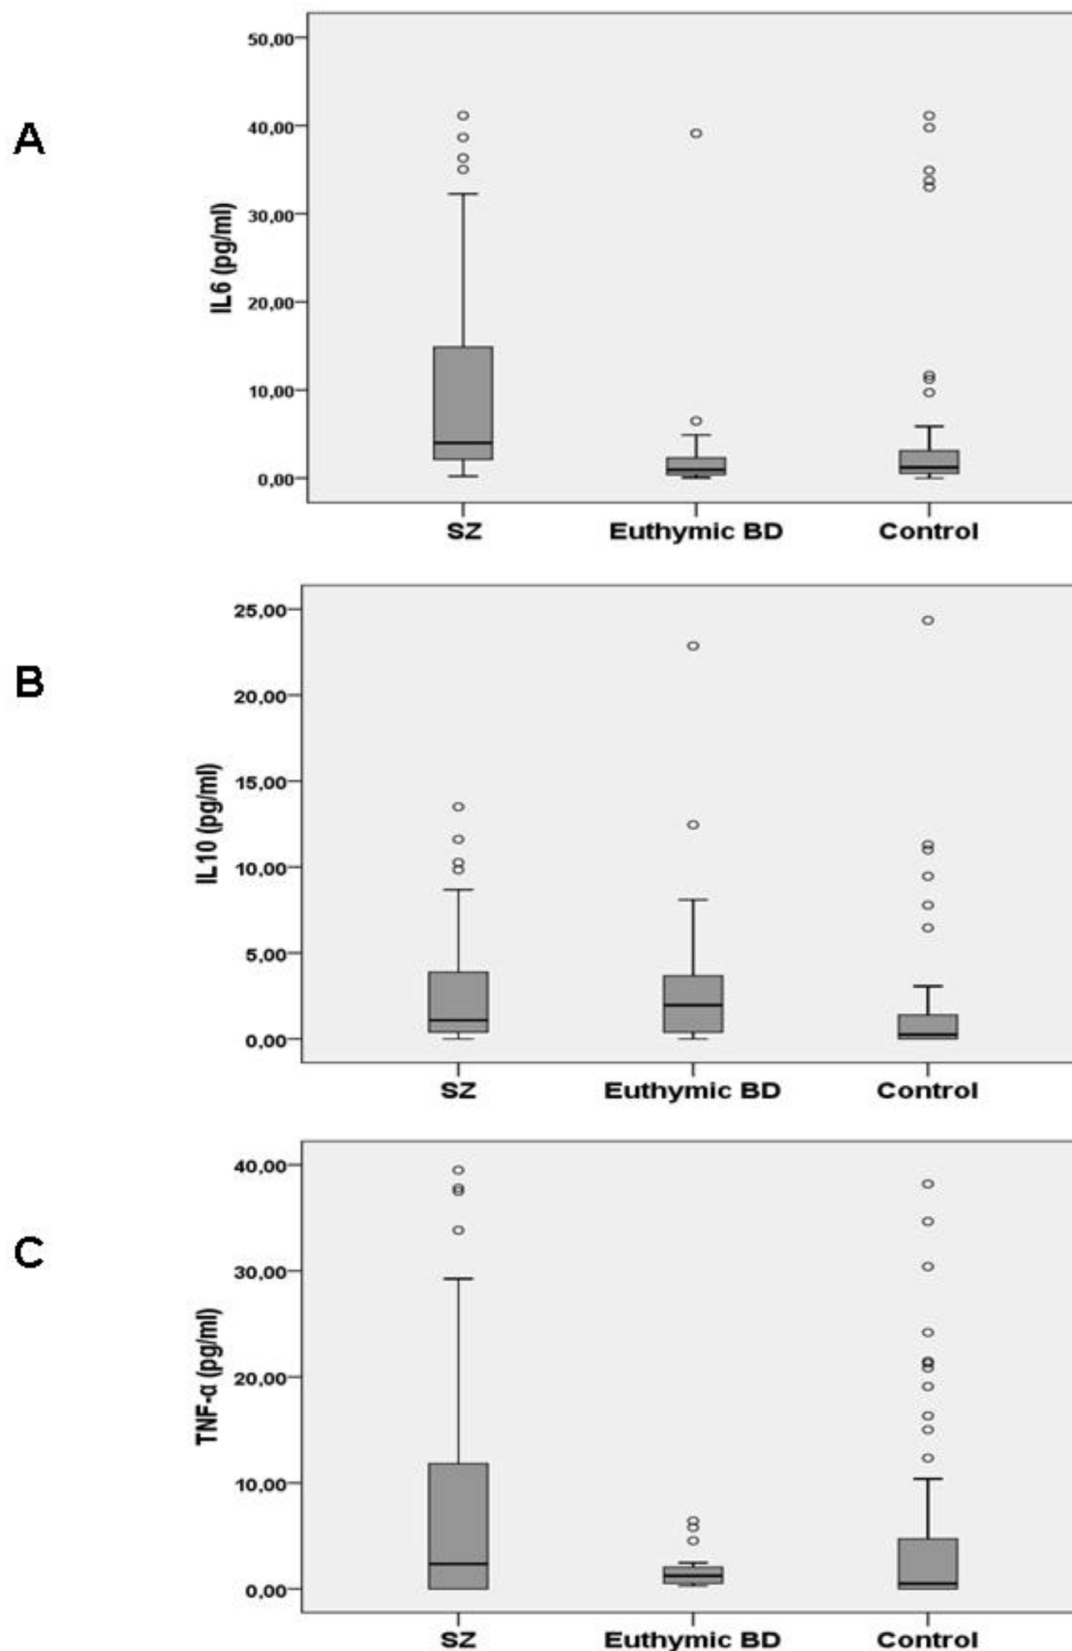 A
IL6 (pg/ml)
50,00
40,00
30,00
20,00
10,00
0,00
SZ Euthymic BD Control
B
IL10 (pg/ml)
25,00
20,00
15,00
10,00
5,00
0,00
SZ Euthymic BD Control
C
TNF-α (pg/ml)
40,00
30,00
20,00
10,00
0,00
SZ Euthymic BD Control